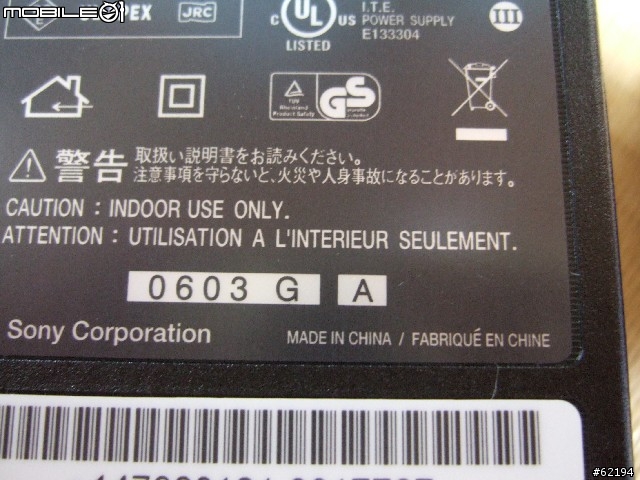 MOBILE01
JRC
UL
US
LISTED
I.T.E.
POWER SUPPLY
E133304
TÜV
Rheinland
Product Safety
GS
警告 取扱い説明書をお読みください。
注意事項を守らないと、火災や人身事故になることがあります。
CAUTION : INDOOR USE ONLY.
ATTENTION : UTILISATION A L'INTERIEUR SEULEMENT.
0603 G A
Sony Corporation
MADE IN CHINA / FABRIQUÉ EN CHINE
#62194